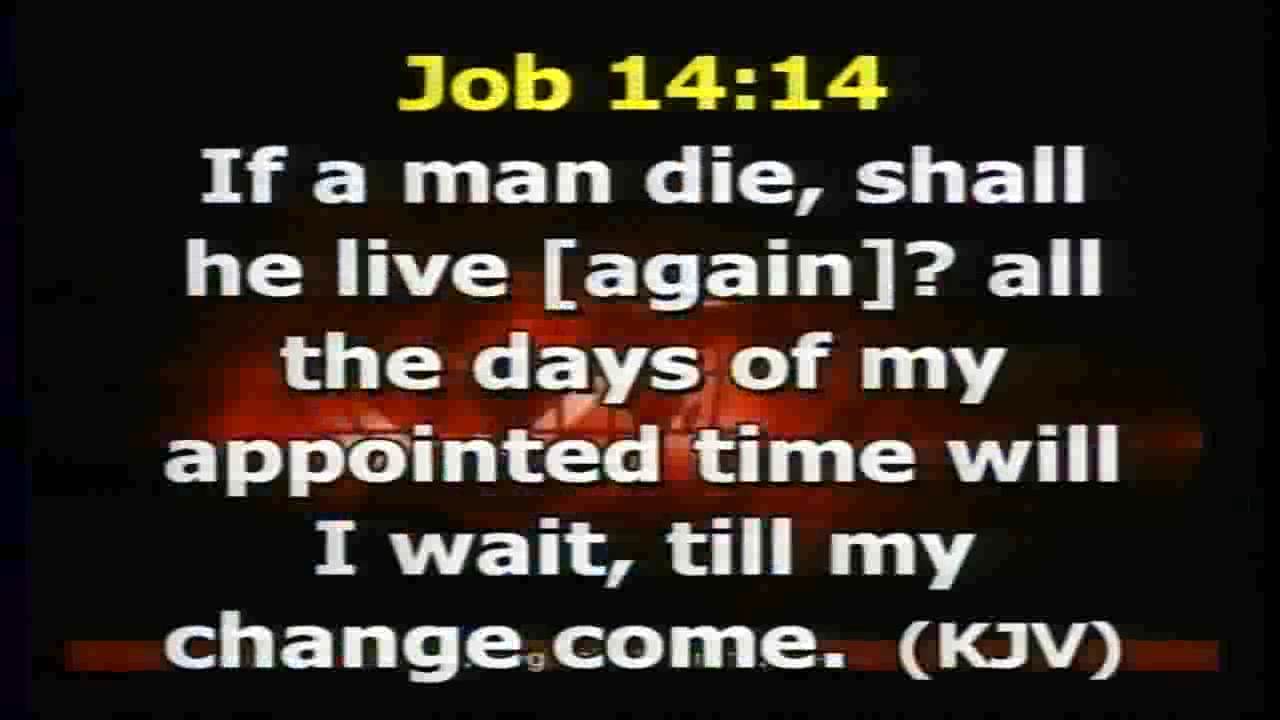 Job 14:14
If a man die, shall
he live [again]? all
the days of my
appointed time will
I wait, till my
change come. (KJV)